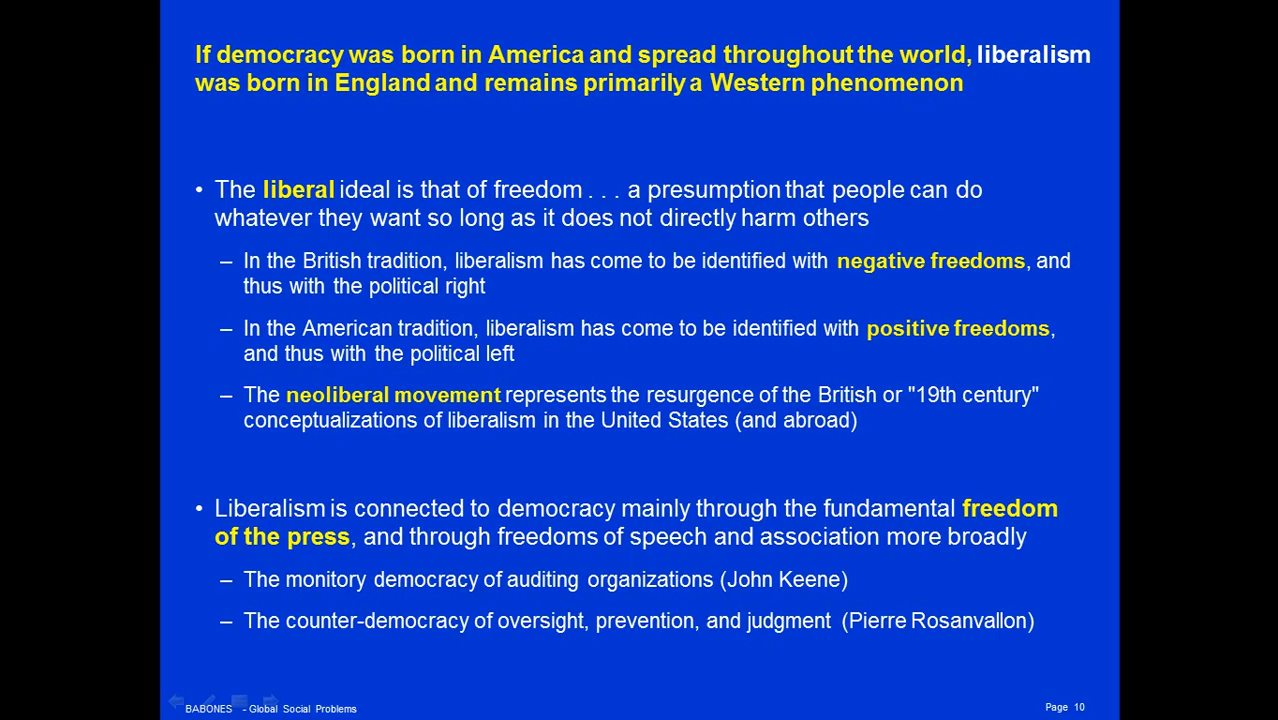 If democracy was born in America and spread throughout the world, liberalism
was born in England and remains primarily a Western phenomenon
• The liberal ideal is that of freedom . . . a presumption that people can do
whatever they want so long as it does not directly harm others
– In the British tradition, liberalism has come to be identified with negative freedoms, and
thus with the political right
– In the American tradition, liberalism has come to be identified with positive freedoms,
and thus with the political left
– The neoliberal movement represents the resurgence of the British or "19th century"
conceptualizations of liberalism in the United States (and abroad)
• Liberalism is connected to democracy mainly through the fundamental freedom
of the press, and through freedoms of speech and association more broadly
– The monitory democracy of auditing organizations (John Keene)
– The counter-democracy of oversight, prevention, and judgment (Pierre Rosanvallon)
BABONES - Global Social Problems
Page 10